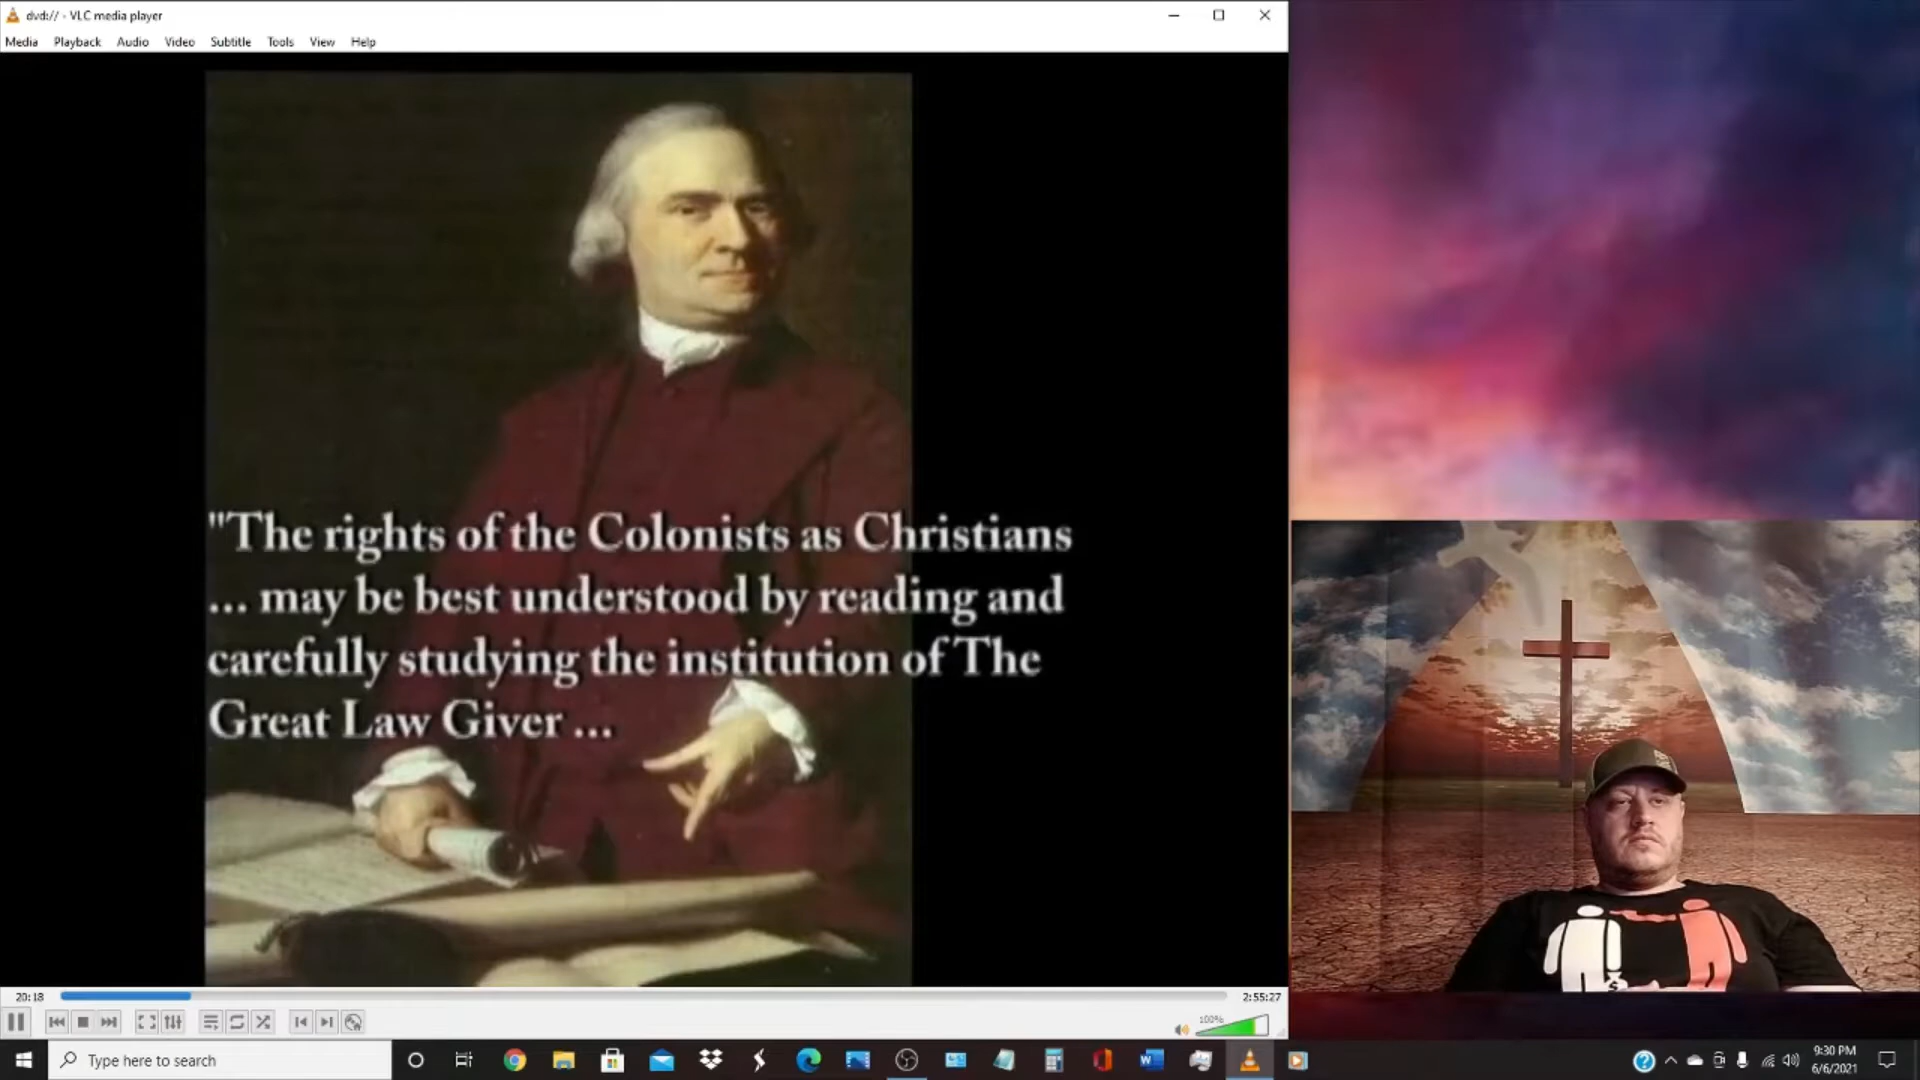 dvd:// - VLC media player
Media Playback Audio Video Subtitle Tools View Help
"The rights of the Colonists as Christians
... may be best understood by reading and
carefully studying the institution of The
Great Law Giver ...
20:18
2:55:27
100%
Type here to search
9:30 PM
6/6/2021